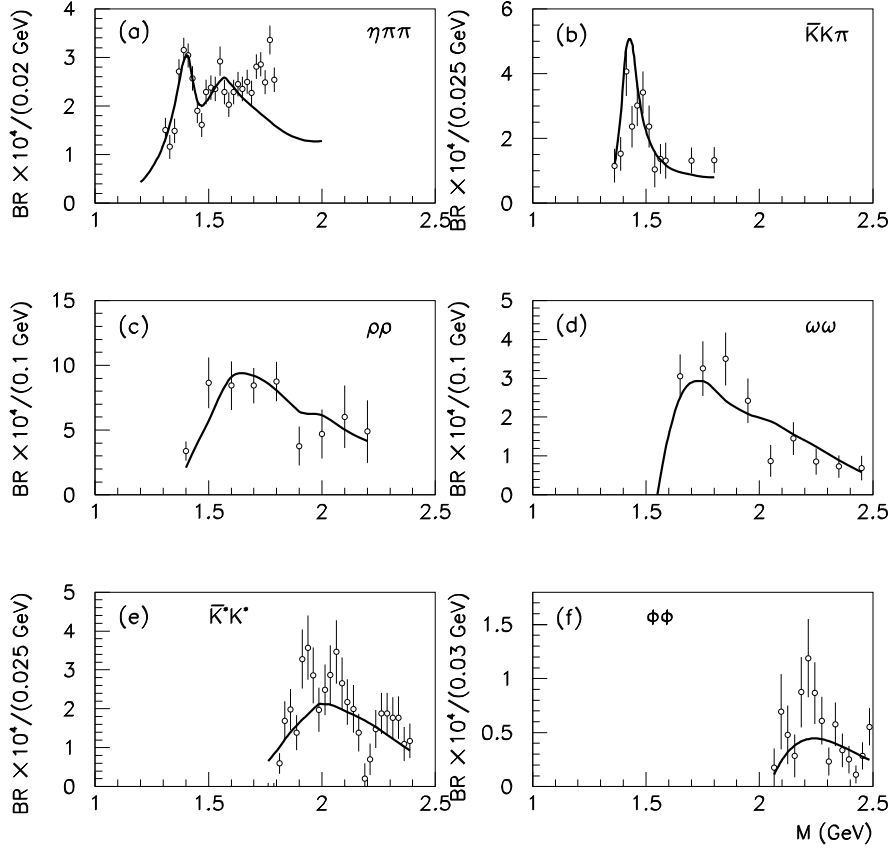 (a) ηππ
BR ×10⁴/(0.02 GeV)
4
3
2
1
0
1 1.5 2 2.5
(b) K̅Kπ
BR ×10⁴/(0.025 GeV)
6
4
2
0
1 1.5 2 2.5
(c) ρρ
BR ×10⁴/(0.1 GeV)
15
10
5
0
1 1.5 2 2.5
(d) ωω
BR ×10⁴/(0.1 GeV)
5
4
3
2
1
0
1 1.5 2 2.5
(e) K̅*K*
BR ×10⁴/(0.025 GeV)
5
4
3
2
1
0
1 1.5 2 2.5
(f) ΦΦ
BR ×10⁴/(0.03 GeV)
1.5
1
0.5
0
1 1.5 2 2.5
M (GeV)